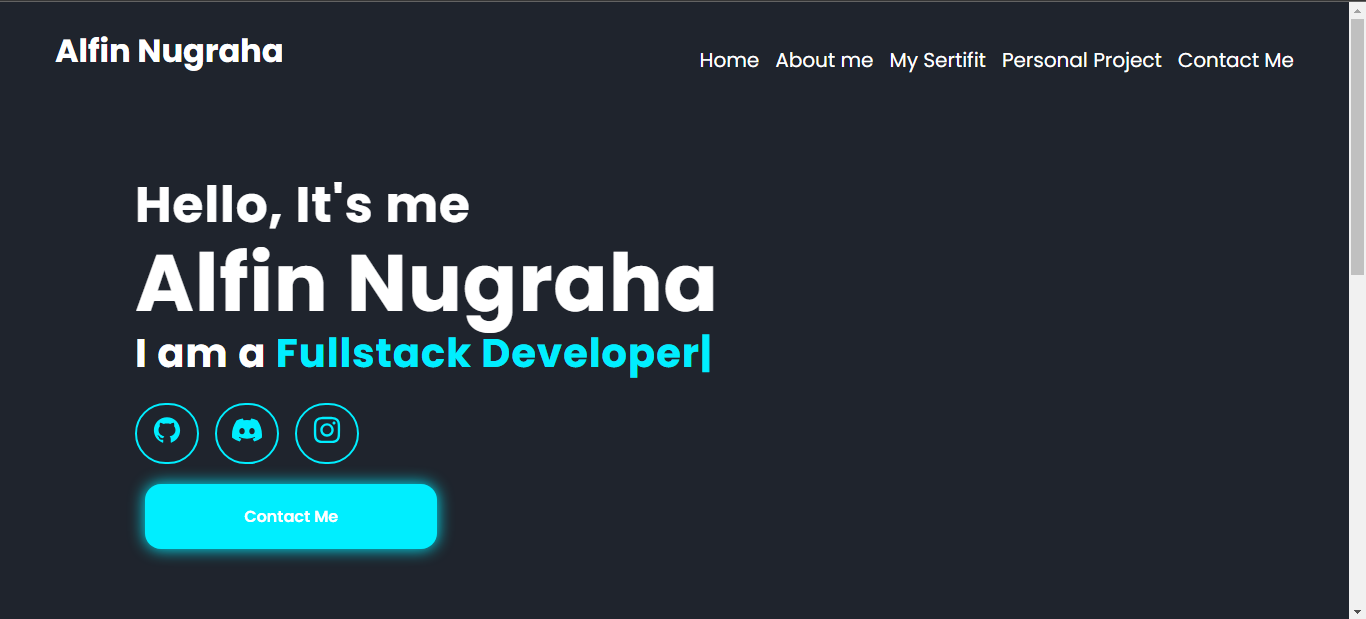 Alfin Nugraha
Home About me My Sertifit Personal Project Contact Me
Hello, It's me
Alfin Nugraha
I am a Fullstack Developer|
Contact Me